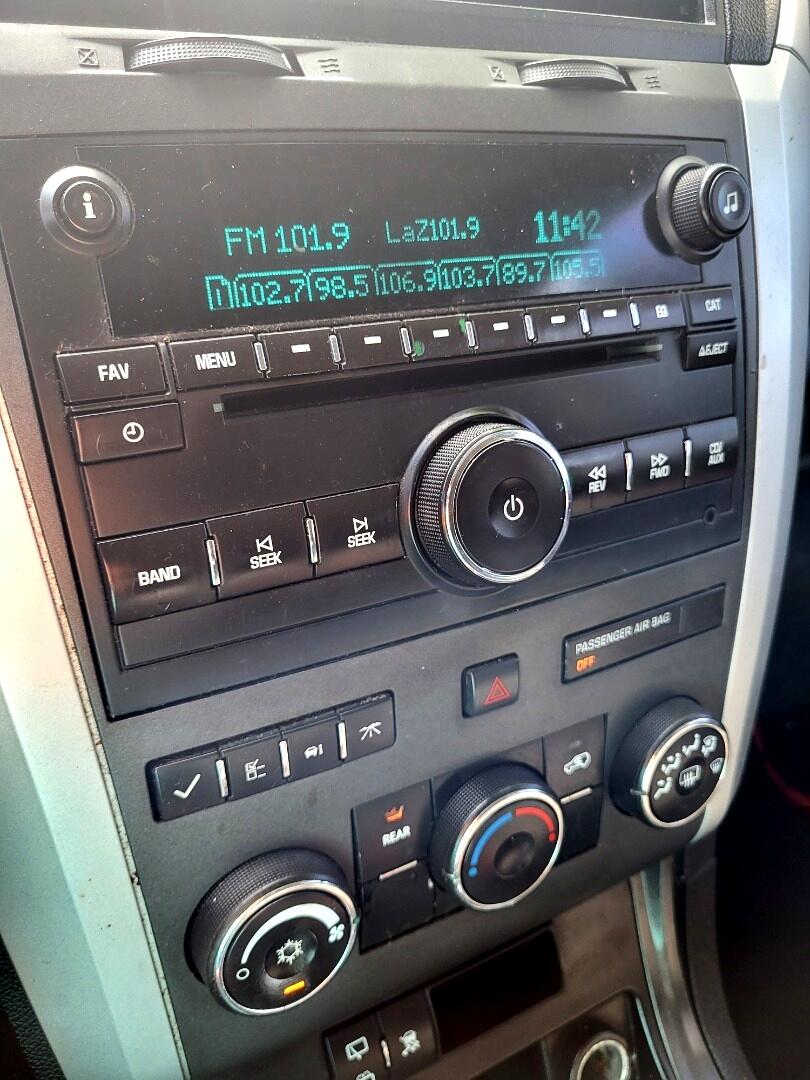 FM 101.9 LaZ101.9 11:42
1 102.7 98.5 106.9 103.7 89.7 105.5
FAV MENU EQ CAT
EJECT
BAND SEEK SEEK REV FWD CD/AUX
PASSENGER AIR BAG
OFF
REAR